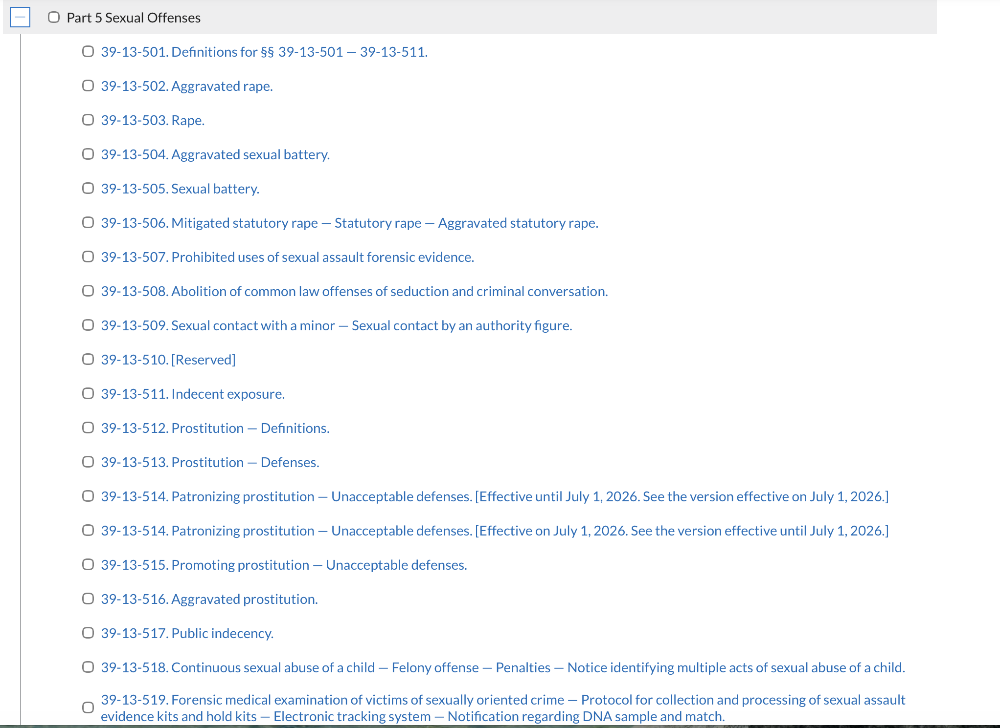 Part 5 Sexual Offenses
39-13-501. Definitions for §§ 39-13-501 — 39-13-511.
39-13-502. Aggravated rape.
39-13-503. Rape.
39-13-504. Aggravated sexual battery.
39-13-505. Sexual battery.
39-13-506. Mitigated statutory rape — Statutory rape — Aggravated statutory rape.
39-13-507. Prohibited uses of sexual assault forensic evidence.
39-13-508. Abolition of common law offenses of seduction and criminal conversation.
39-13-509. Sexual contact with a minor — Sexual contact by an authority figure.
39-13-510. [Reserved]
39-13-511. Indecent exposure.
39-13-512. Prostitution — Definitions.
39-13-513. Prostitution — Defenses.
39-13-514. Patronizing prostitution — Unacceptable defenses. [Effective until July 1, 2026. See the version effective on July 1, 2026.]
39-13-514. Patronizing prostitution — Unacceptable defenses. [Effective on July 1, 2026. See the version effective until July 1, 2026.]
39-13-515. Promoting prostitution — Unacceptable defenses.
39-13-516. Aggravated prostitution.
39-13-517. Public indecency.
39-13-518. Continuous sexual abuse of a child — Felony offense — Penalties — Notice identifying multiple acts of sexual abuse of a child.
39-13-519. Forensic medical examination of victims of sexually oriented crime — Protocol for collection and processing of sexual assault
evidence kits and hold kits — Electronic tracking system — Notification regarding DNA sample and match.